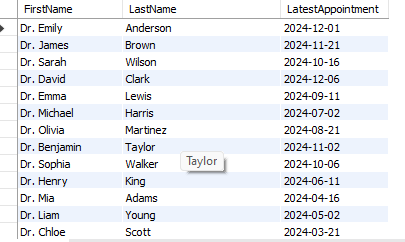 FirstName LastName LatestAppointment
Dr. Emily Anderson 2024-12-01
Dr. James Brown 2024-11-21
Dr. Sarah Wilson 2024-10-16
Dr. David Clark 2024-12-06
Dr. Emma Lewis 2024-09-11
Dr. Michael Harris 2024-07-02
Dr. Olivia Martinez 2024-08-21
Dr. Benjamin Taylor 2024-11-02
Dr. Sophia Walker 2024-10-06
Taylor
Dr. Henry King 2024-06-11
Dr. Mia Adams 2024-04-16
Dr. Liam Young 2024-05-02
Dr. Chloe Scott 2024-03-21